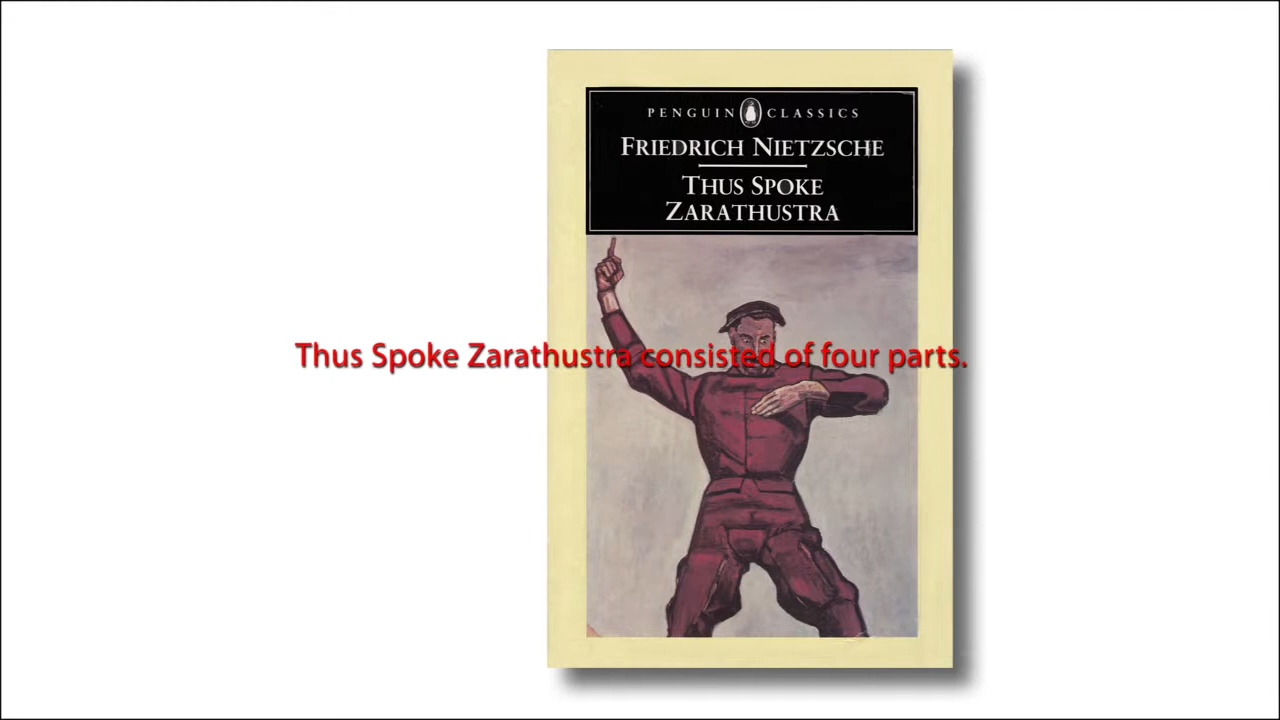 PENGUIN CLASSICS
FRIEDRICH NIETZSCHE
THUS SPOKE
ZARATHUSTRA
Thus Spoke Zarathustra consisted of four parts.